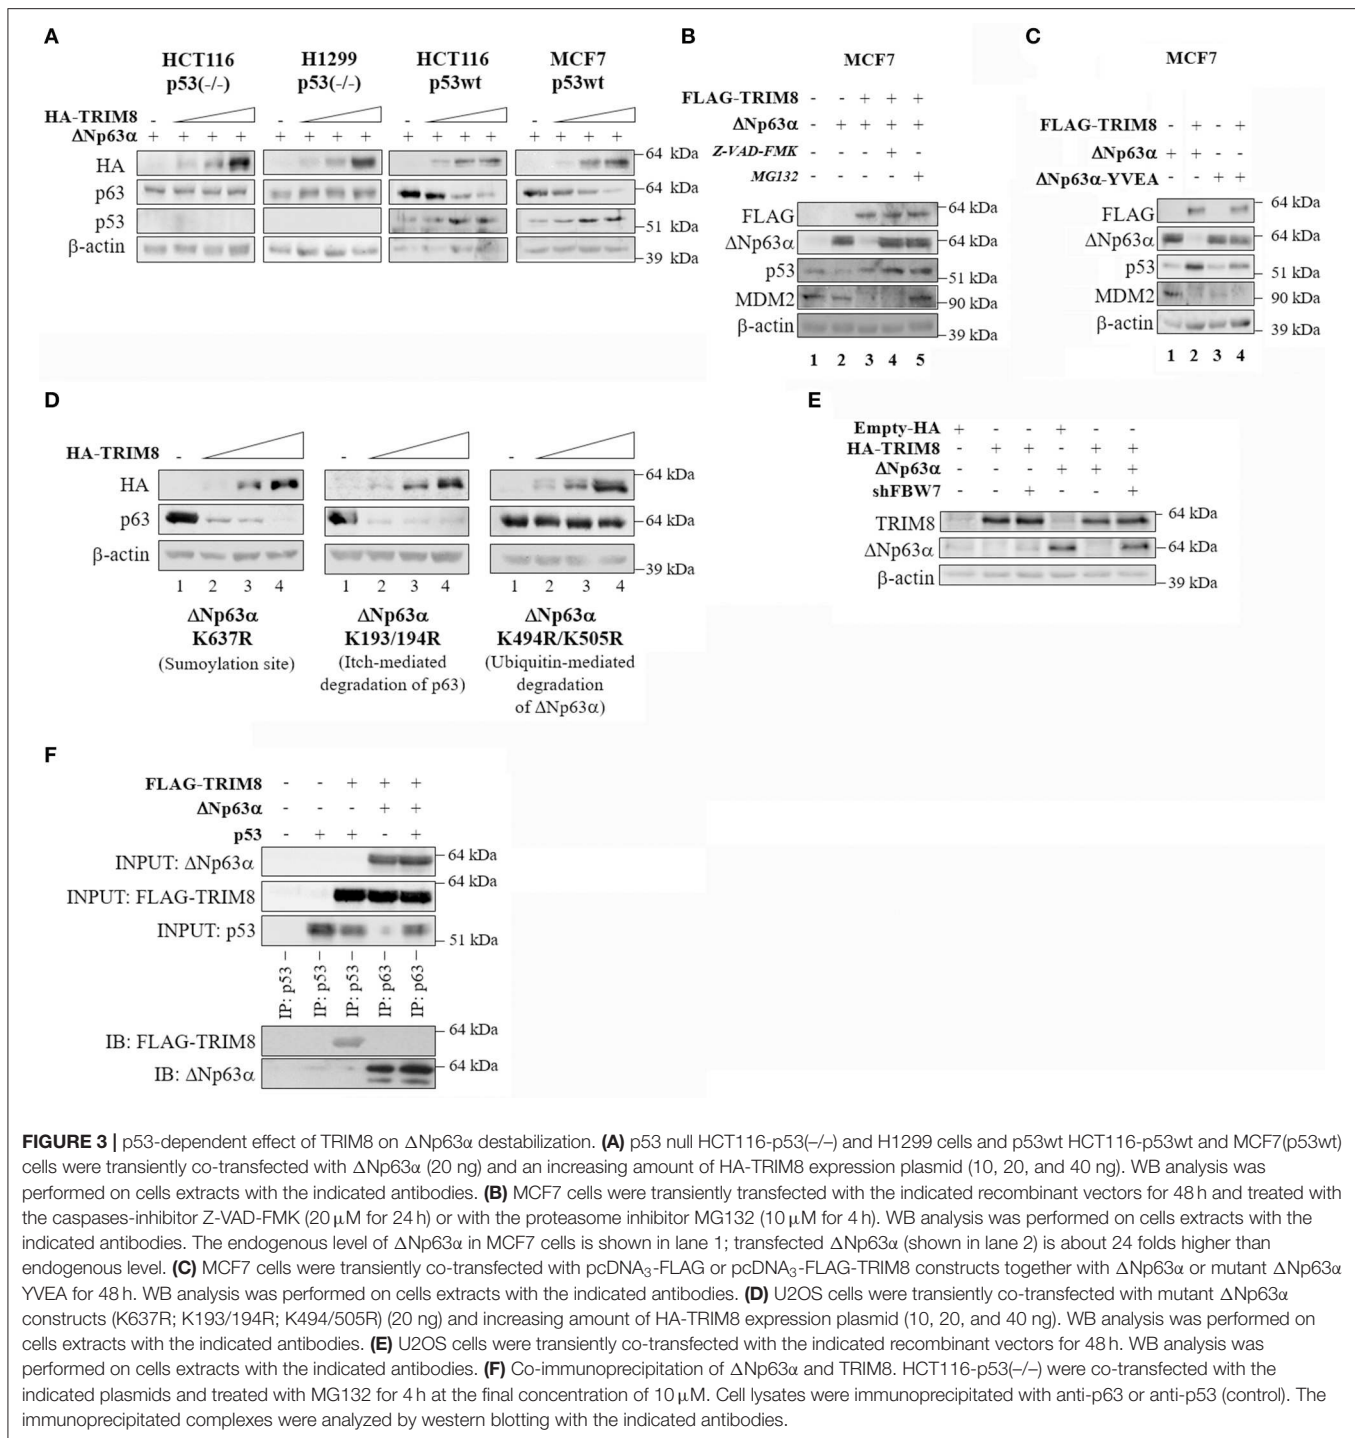 A
HCT116 H1299 HCT116 MCF7
p53(-/-) p53(-/-) p53wt p53wt
HA-TRIM8 - - - -
ΔNp63α + + + + + + + + + + + + + + + +
HA 64 kDa
p63 64 kDa
p53 51 kDa
β-actin 39 kDa
B
MCF7
FLAG-TRIM8 - - + + +
ΔNp63α - + + + +
Z-VAD-FMK - - - + -
MG132 - - - - +
FLAG 64 kDa
ΔNp63α 64 kDa
p53 51 kDa
MDM2 90 kDa
β-actin 39 kDa
1 2 3 4 5
C
MCF7
FLAG-TRIM8 - + - +
ΔNp63α + + - -
ΔNp63α-YVEA - - + +
FLAG 64 kDa
ΔNp63α 64 kDa
p53 51 kDa
MDM2 90 kDa
β-actin 39 kDa
1 2 3 4
D
HA-TRIM8 - - -
HA 64 kDa
p63 64 kDa
β-actin 39 kDa
1 2 3 4 1 2 3 4 1 2 3 4
ΔNp63α ΔNp63α ΔNp63α
K637R K193/194R K494R/K505R
(Sumoylation site) (Itch-mediated (Ubiquitin-mediated
degradation of p63) degradation
of ΔNp63α)
E
Empty-HA + - - + - -
HA-TRIM8 - + + - + +
ΔNp63α - - - + + +
shFBW7 - - + - - +
TRIM8 64 kDa
ΔNp63α 64 kDa
β-actin 39 kDa
F
FLAG-TRIM8 - - + + +
ΔNp63α - - - + +
p53 - + + - +
INPUT: ΔNp63α 64 kDa
INPUT: FLAG-TRIM8 64 kDa
INPUT: p53 51 kDa
IP: p53 IP: p53 IP: p53 IP: p63 IP: p63
IB: FLAG-TRIM8 64 kDa
IB: ΔNp63α 64 kDa
FIGURE 3 | p53-dependent effect of TRIM8 on ΔNp63α destabilization. (A) p53 null HCT116-p53(–/–) and H1299 cells and p53wt HCT116-p53wt and MCF7(p53wt)
cells were transiently co-transfected with ΔNp63α (20 ng) and an increasing amount of HA-TRIM8 expression plasmid (10, 20, and 40 ng). WB analysis was
performed on cells extracts with the indicated antibodies. (B) MCF7 cells were transiently transfected with the indicated recombinant vectors for 48 h and treated with
the caspases-inhibitor Z-VAD-FMK (20 μM for 24 h) or with the proteasome inhibitor MG132 (10 μM for 4 h). WB analysis was performed on cells extracts with the
indicated antibodies. The endogenous level of ΔNp63α in MCF7 cells is shown in lane 1; transfected ΔNp63α (shown in lane 2) is about 24 folds higher than
endogenous level. (C) MCF7 cells were transiently co-transfected with pcDNA₃-FLAG or pcDNA₃-FLAG-TRIM8 constructs together with ΔNp63α or mutant ΔNp63α
YVEA for 48 h. WB analysis was performed on cells extracts with the indicated antibodies. (D) U2OS cells were transiently co-transfected with mutant ΔNp63α
constructs (K637R; K193/194R; K494/505R) (20 ng) and increasing amount of HA-TRIM8 expression plasmid (10, 20, and 40 ng). WB analysis was performed on
cells extracts with the indicated antibodies. (E) U2OS cells were transiently co-transfected with the indicated recombinant vectors for 48 h. WB analysis was
performed on cells extracts with the indicated antibodies. (F) Co-immunoprecipitation of ΔNp63α and TRIM8. HCT116-p53(–/–) were co-transfected with the
indicated plasmids and treated with MG132 for 4 h at the final concentration of 10 μM. Cell lysates were immunoprecipitated with anti-p63 or anti-p53 (control). The
immunoprecipitated complexes were analyzed by western blotting with the indicated antibodies.